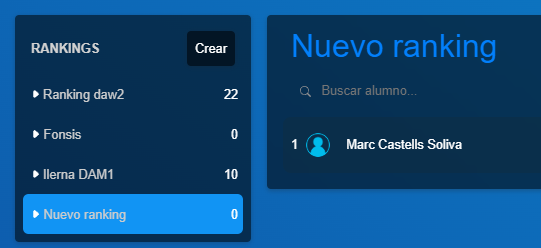 RANKINGS
Crear
Ranking daw2 22
Fonsis 0
Ilerna DAM1 10
Nuevo ranking 0
Nuevo ranking
Buscar alumno...
1 Marc Castells Soliva